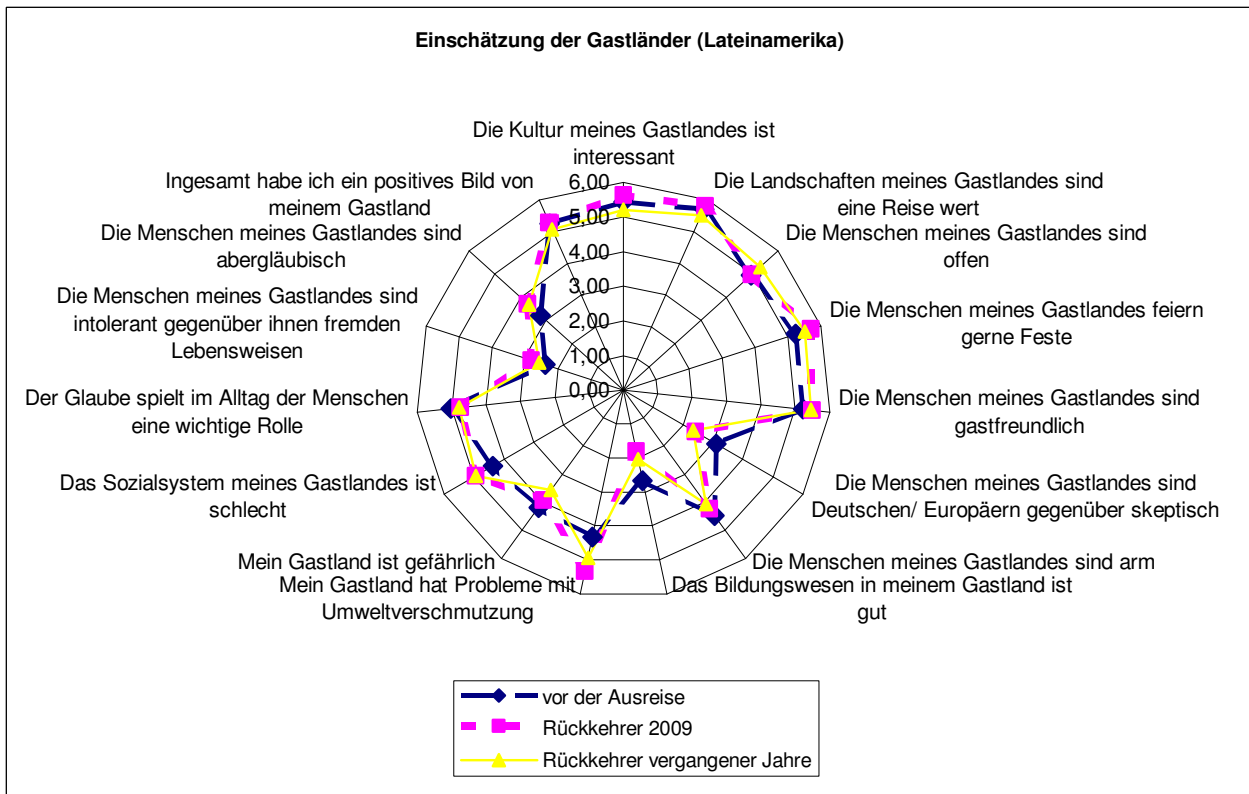 Einschätzung der Gastländer (Lateinamerika)
Die Kultur meines Gastlandes ist
interessant
Die Landschaften meines Gastlandes sind
eine Reise wert
Die Menschen meines Gastlandes sind
offen
Die Menschen meines Gastlandes feiern
gerne Feste
Die Menschen meines Gastlandes sind
gastfreundlich
Die Menschen meines Gastlandes sind
Deutschen/ Europäern gegenüber skeptisch
Die Menschen meines Gastlandes sind arm
Das Bildungswesen in meinem Gastland ist
gut
Mein Gastland hat Probleme mit
Umweltverschmutzung
Mein Gastland ist gefährlich
Das Sozialsystem meines Gastlandes ist
schlecht
Der Glaube spielt im Alltag der Menschen
eine wichtige Rolle
Die Menschen meines Gastlandes sind
intolerant gegenüber ihnen fremden
Lebensweisen
Die Menschen meines Gastlandes sind
abergläubisch
Ingesamt habe ich ein positives Bild von
meinem Gastland
6,00
5,00
4,00
3,00
2,00
1,00
0,00
vor der Ausreise
Rückkehrer 2009
Rückkehrer vergangener Jahre